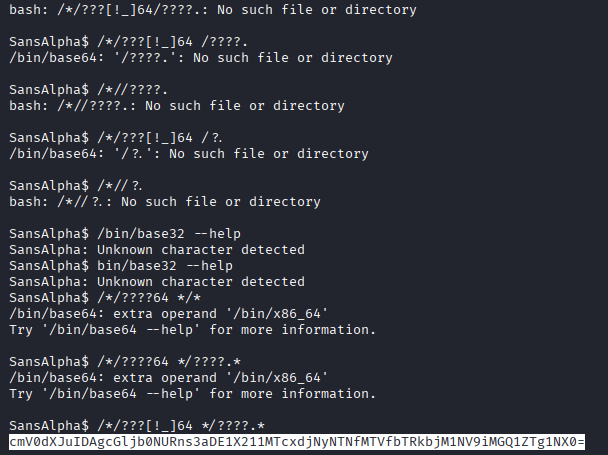 bash: /*/???[!_]64/????.: No such file or directory
SansAlpha$ /*/???[!_]64 /????.
/bin/base64: '/????.': No such file or directory
SansAlpha$ /*//????.
bash: /*//????.: No such file or directory
SansAlpha$ /*/???[!_]64 /?.
/bin/base64: '/?.': No such file or directory
SansAlpha$ /*//?.
bash: /*//?.: No such file or directory
SansAlpha$ /bin/base32 --help
SansAlpha: Unknown character detected
SansAlpha$ bin/base32 --help
SansAlpha: Unknown character detected
SansAlpha$ /*/????64 */*
/bin/base64: extra operand '/bin/x86_64'
Try '/bin/base64 --help' for more information.
SansAlpha$ /*/????64 */????.*
/bin/base64: extra operand '/bin/x86_64'
Try '/bin/base64 --help' for more information.
SansAlpha$ /*/???[!_]64 */????.*
cmV0dXJuIDAgcGljb0NURns3aDE1X211MTcxdjNyNTNfMTVfbTRkbjM1NV9iMGQ1ZTg1NX0=